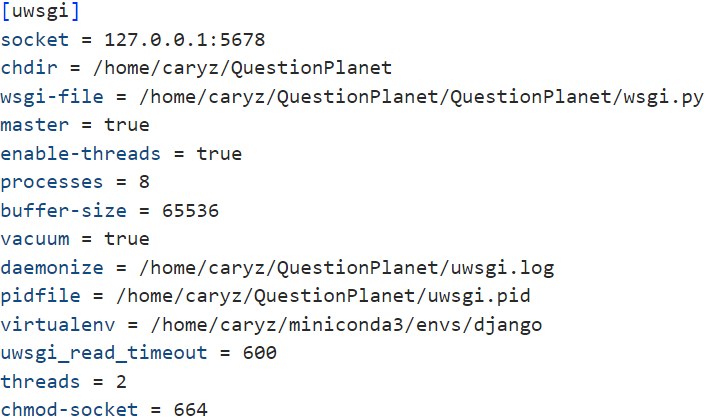 [uwsgi]
socket = 127.0.0.1:5678
chdir = /home/caryz/QuestionPlanet
wsgi-file = /home/caryz/QuestionPlanet/QuestionPlanet/wsgi.py
master = true
enable-threads = true
processes = 8
buffer-size = 65536
vacuum = true
daemonize = /home/caryz/QuestionPlanet/uwsgi.log
pidfile = /home/caryz/QuestionPlanet/uwsgi.pid
virtualenv = /home/caryz/miniconda3/envs/django
uwsgi_read_timeout = 600
threads = 2
chmod-socket = 664